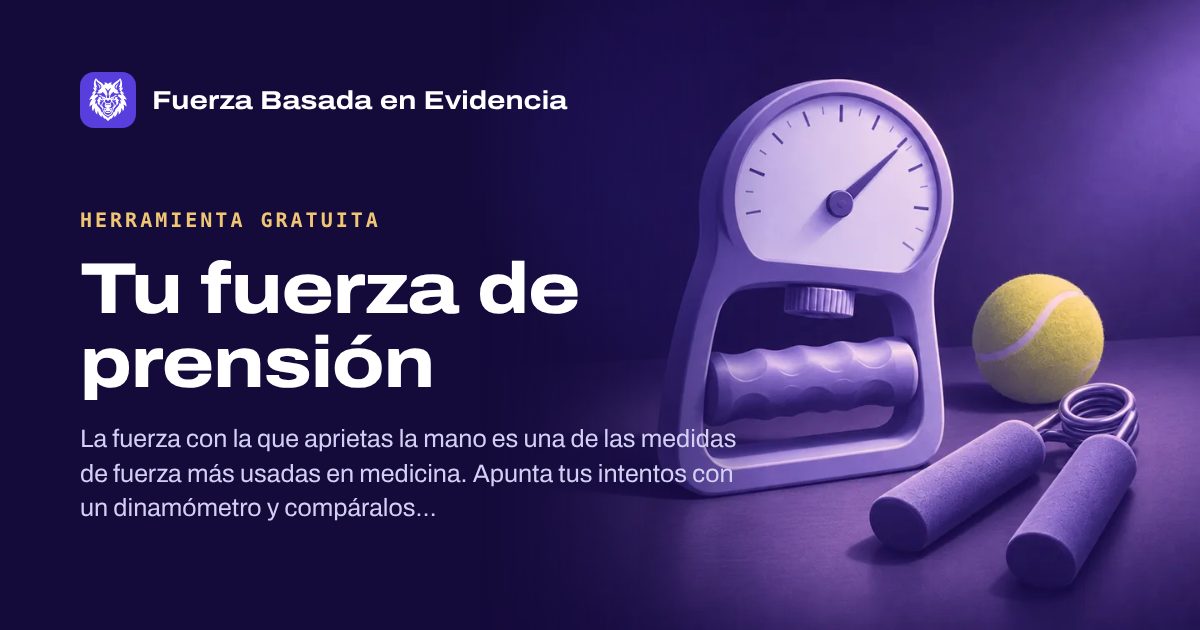 Fuerza Basada en Evidencia
HERRAMIENTA GRATUITA
Tu fuerza de
prensión
La fuerza con la que aprietas la mano es una de las medidas
de fuerza más usadas en medicina. Apunta tus intentos con
un dinamómetro y compáralos...